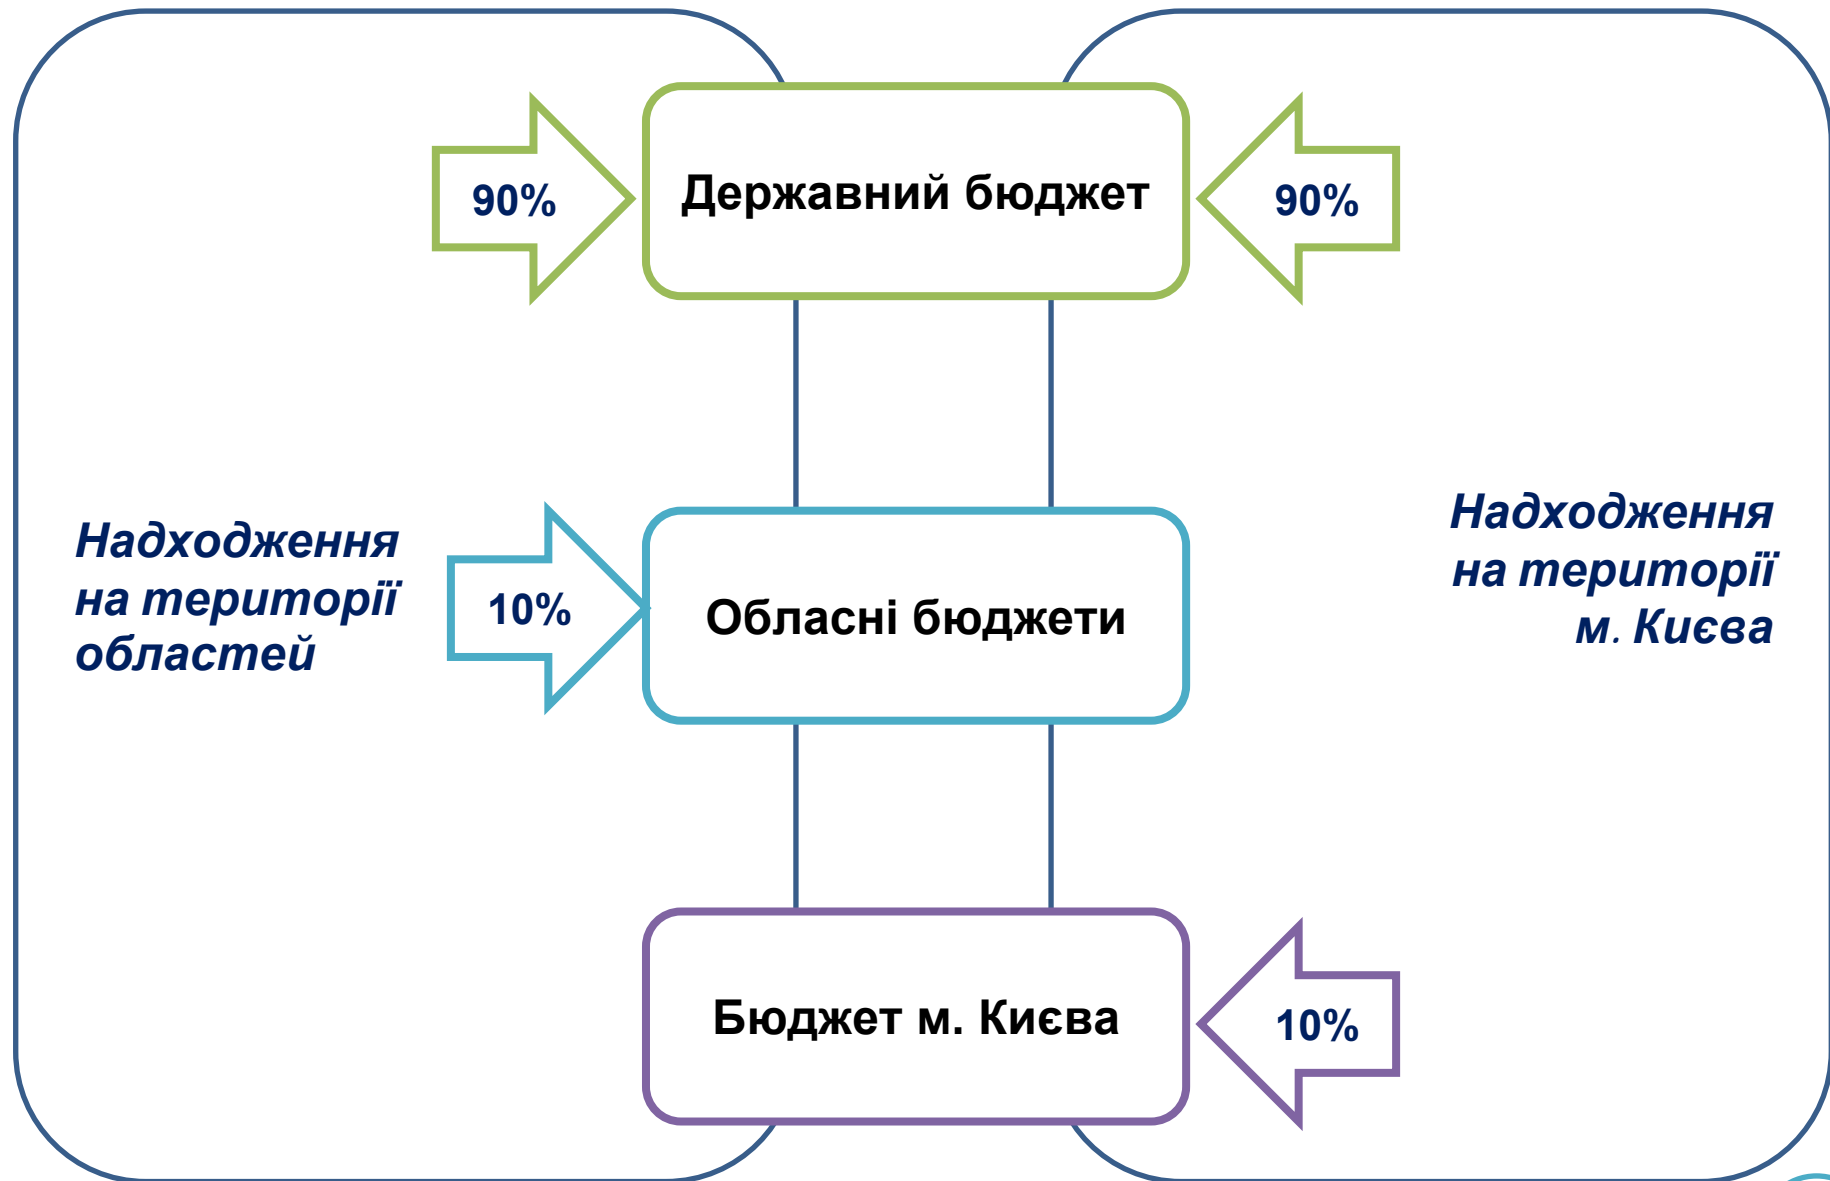 90%
Державний бюджет
90%
Надходження
на території
областей
10%
Обласні бюджети
Надходження
на території
м. Києва
Бюджет м. Києва
10%